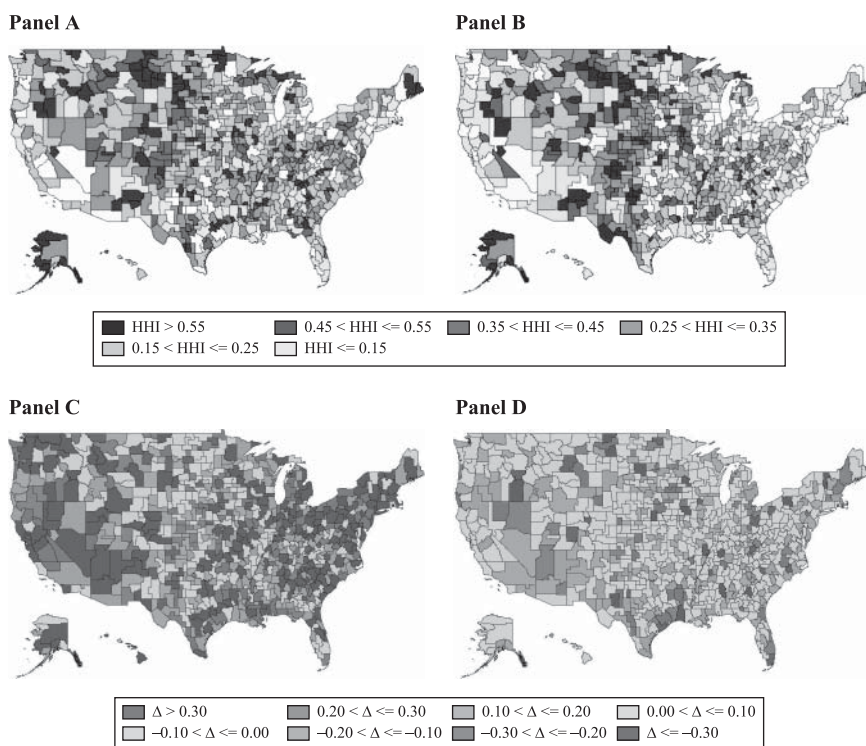 Panel A
Panel B
HHI > 0.55
0.45 < HHI <= 0.55
0.35 < HHI <= 0.45
0.25 < HHI <= 0.35
0.15 < HHI <= 0.25
HHI <= 0.15
Panel C
Panel D
Δ > 0.30
0.20 < Δ <= 0.30
0.10 < Δ <= 0.20
0.00 < Δ <= 0.10
−0.10 < Δ <= 0.00
−0.20 < Δ <= −0.10
−0.30 < Δ <= −0.20
Δ <= −0.30